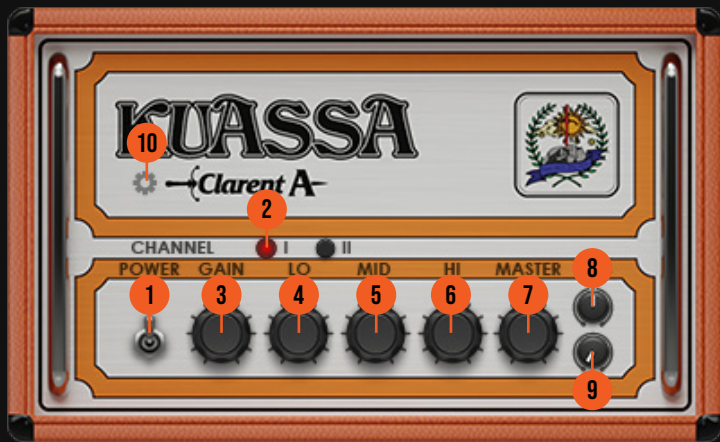 KUASSA
10
Clarent A
2
CHANNEL I II
POWER GAIN LO MID HI MASTER
8
1 3 4 5 6 7
9